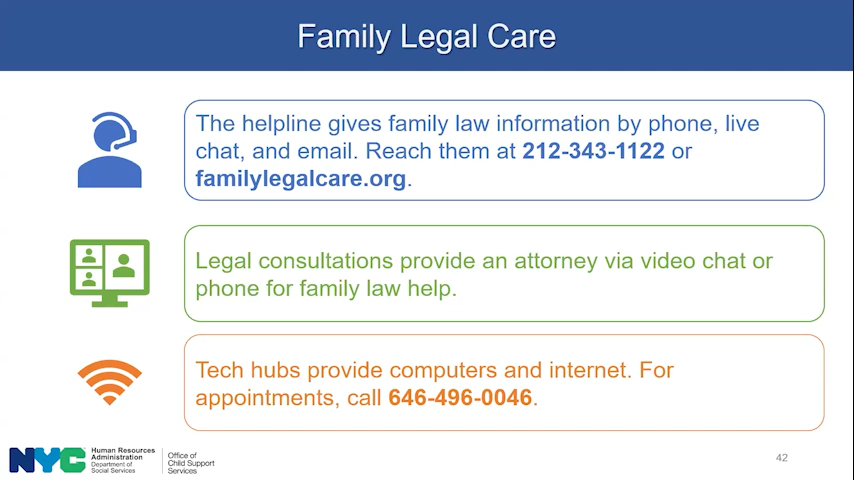 Family Legal Care
The helpline gives family law information by phone, live
chat, and email. Reach them at 212-343-1122 or
familylegalcare.org.
Legal consultations provide an attorney via video chat or
phone for family law help.
Tech hubs provide computers and internet. For
appointments, call 646-496-0046.
NYC
Human Resources
Administration
Department of
Social Services
Office of
Child Support
Services
42